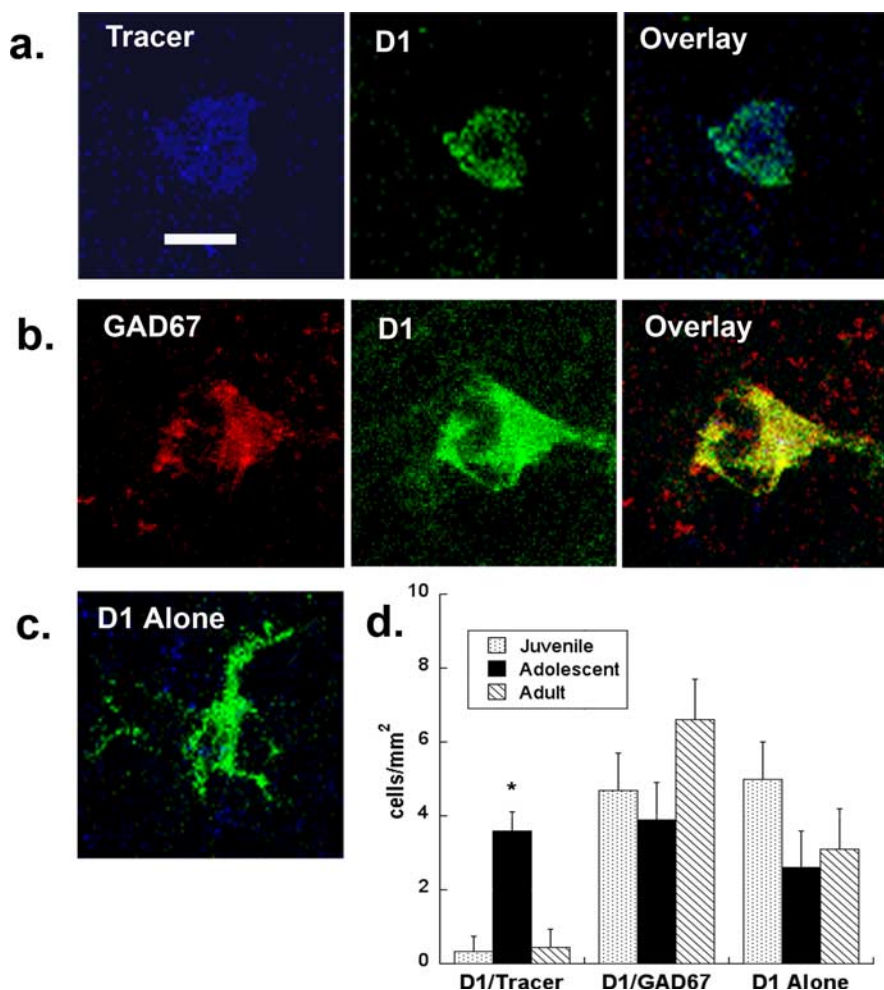 a.
Tracer
D1
Overlay
b.
GAD67
D1
Overlay
c.
D1 Alone
d.
10
8
6
4
2
0
cells/mm²
Juvenile
Adolescent
Adult
*
D1/Tracer
D1/GAD67
D1 Alone